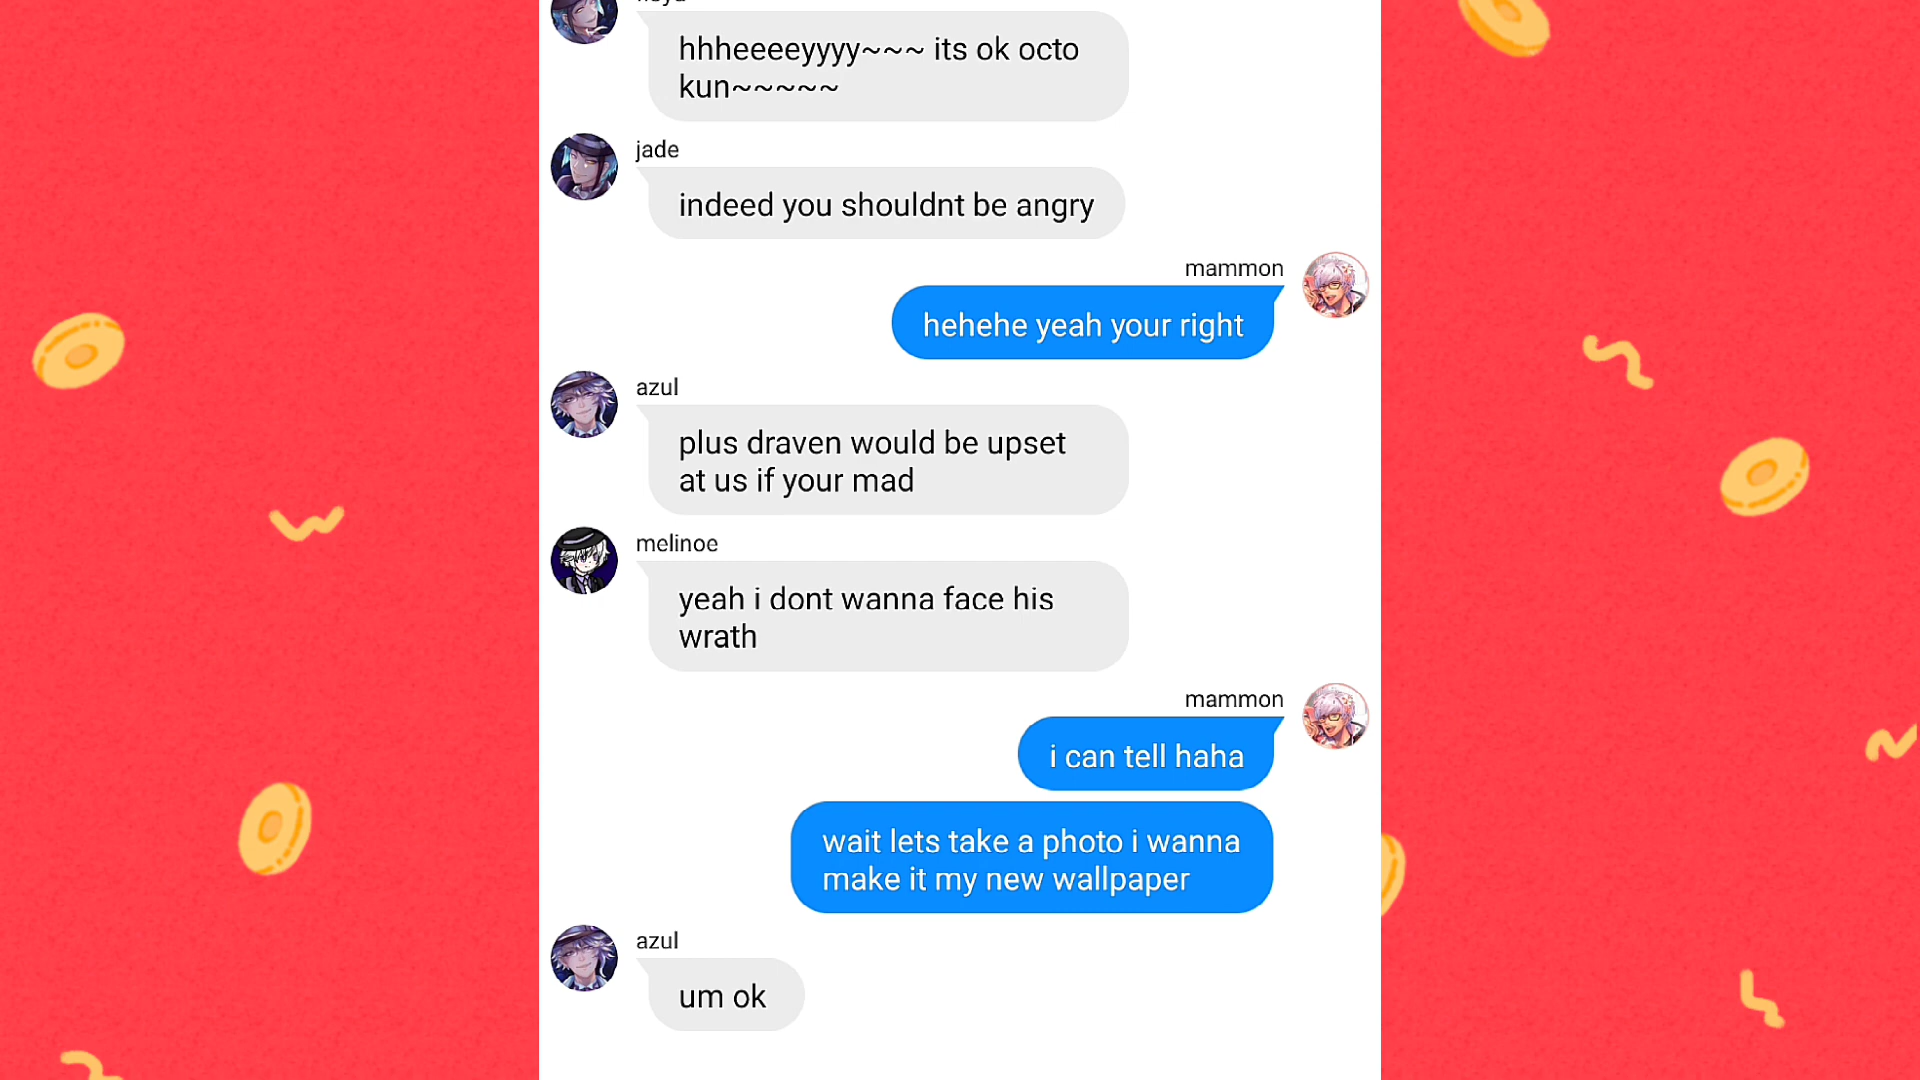 hhheeeeyyyy~~~ its ok octo
kun~~~~~
jade
indeed you shouldnt be angry
mammon
hehehe yeah your right
azul
plus draven would be upset
at us if your mad
melinoe
yeah i dont wanna face his
wrath
mammon
i can tell haha
wait lets take a photo i wanna
make it my new wallpaper
azul
um ok